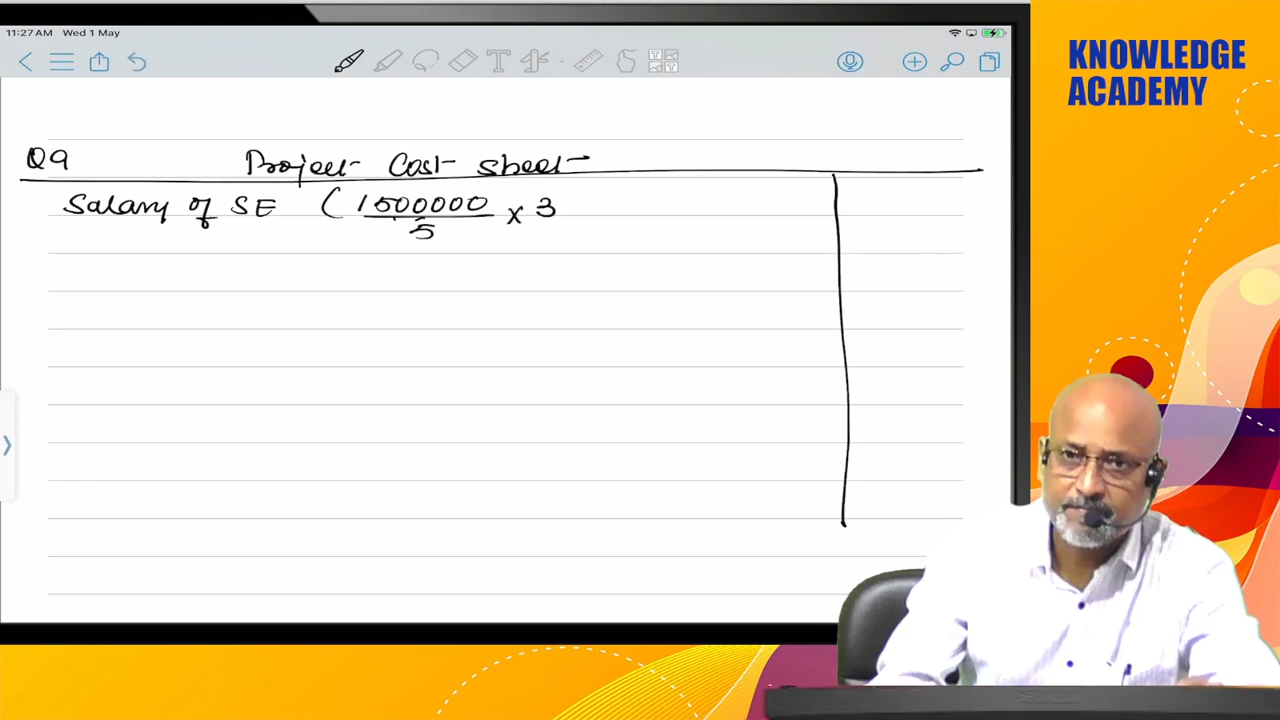 11:27 AM Wed 1 May
KNOWLEDGE
ACADEMY
Q9 Project Cost Sheet
Salary of SE ( 1500000 × 3
5